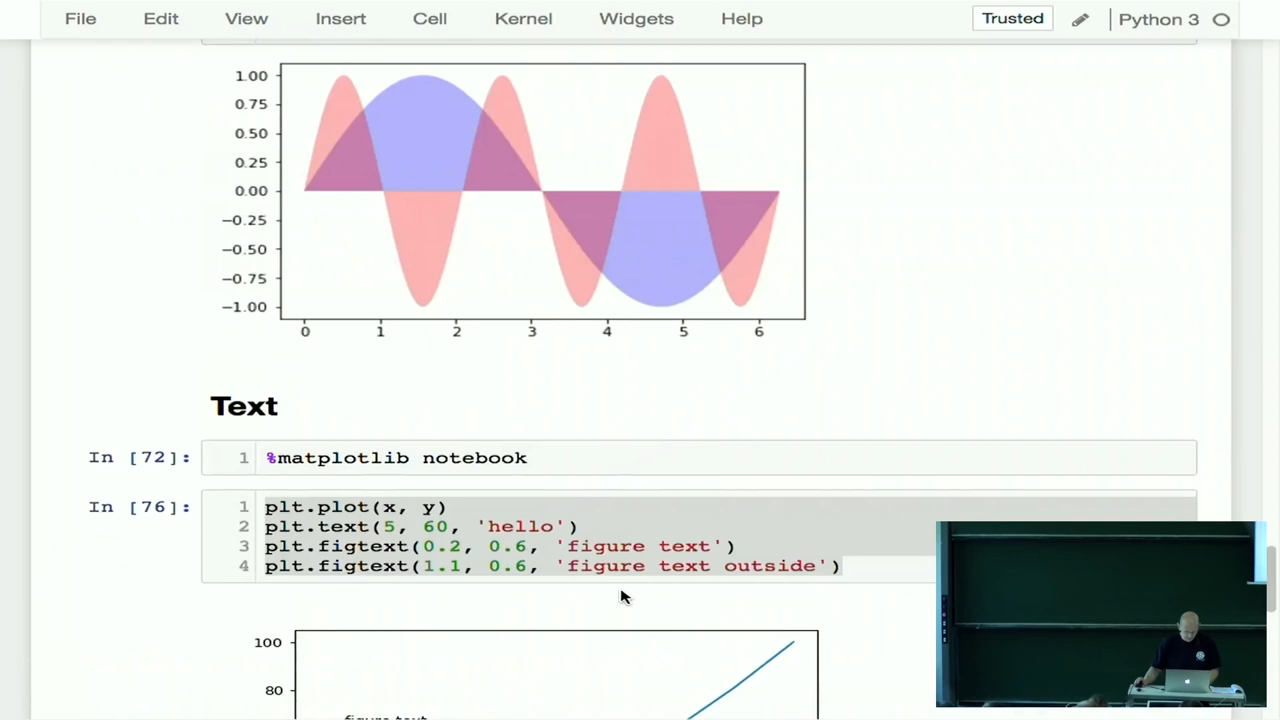 File Edit View Insert Cell Kernel Widgets Help Trusted Python 3
1.00
0.75
0.50
0.25
0.00
−0.25
−0.50
−0.75
−1.00
0 1 2 3 4 5 6
Text
In [72]: 1 %matplotlib notebook
In [76]: 1 plt.plot(x, y)
2 plt.text(5, 60, 'hello')
3 plt.figtext(0.2, 0.6, 'figure text')
4 plt.figtext(1.1, 0.6, 'figure text outside')
100
80
figure text